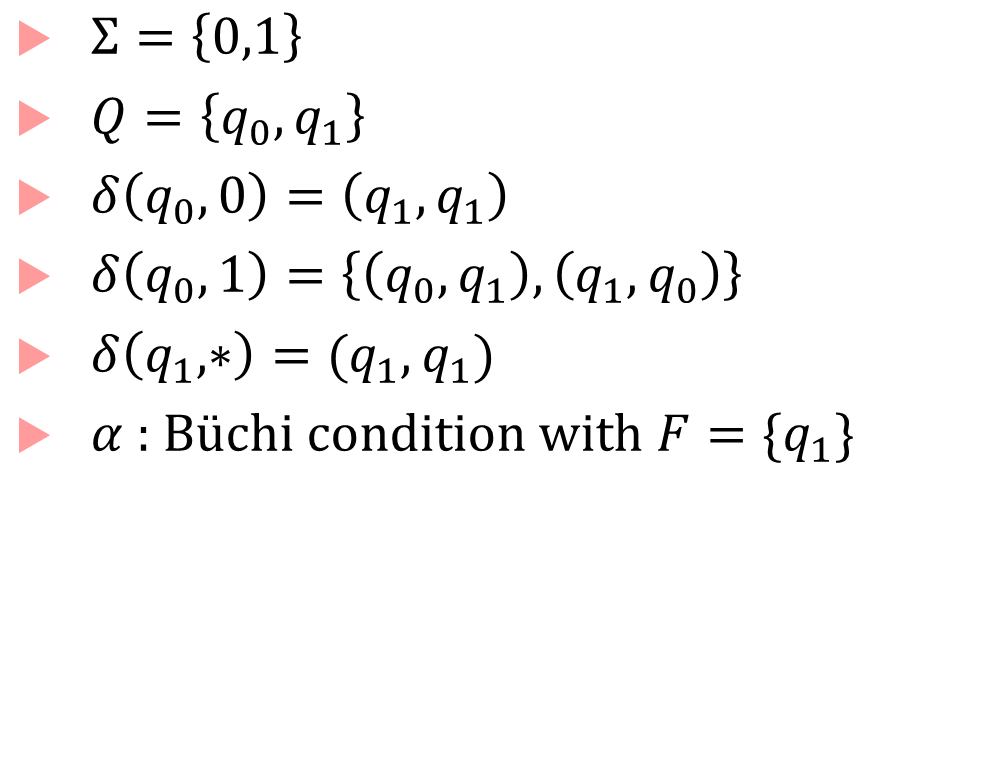 Σ = {0,1}
𝑄 = {𝑞₀, 𝑞₁}
𝛿(𝑞₀, 0) = (𝑞₁, 𝑞₁)
𝛿(𝑞₀, 1) = {(𝑞₀, 𝑞₁), (𝑞₁, 𝑞₀)}
𝛿(𝑞₁,∗) = (𝑞₁, 𝑞₁)
𝛼 : Büchi condition with 𝐹 = {𝑞₁}